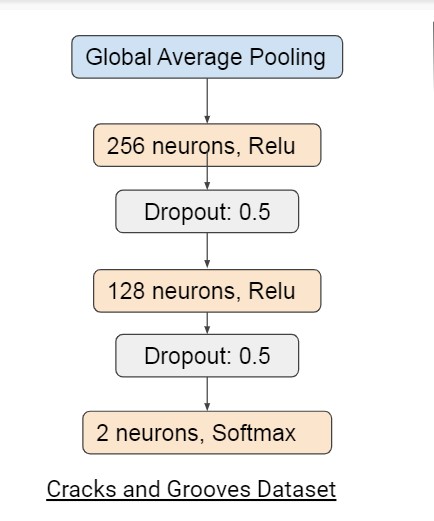 Global Average Pooling
256 neurons, Relu
Dropout: 0.5
128 neurons, Relu
Dropout: 0.5
2 neurons, Softmax
Cracks and Grooves Dataset